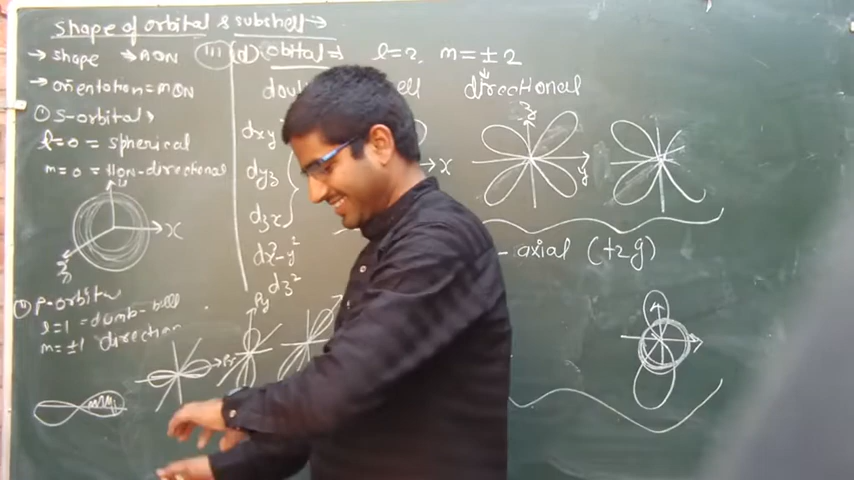 shape of orbital & subshell →
→ shape → AQN
→ orientation = MQN
① s-orbital →
l=0 = spherical
m=0 = Non-directional
y
X
z
② P-orbital
l=1 = dumb-bell
m=±1 direction
(iii) (d) orbital ⇒ l=2, m=±2
directional
dxy
dyz
dzx
dx²-y²
dz²
X
z
y
- axial (t2g)
Py